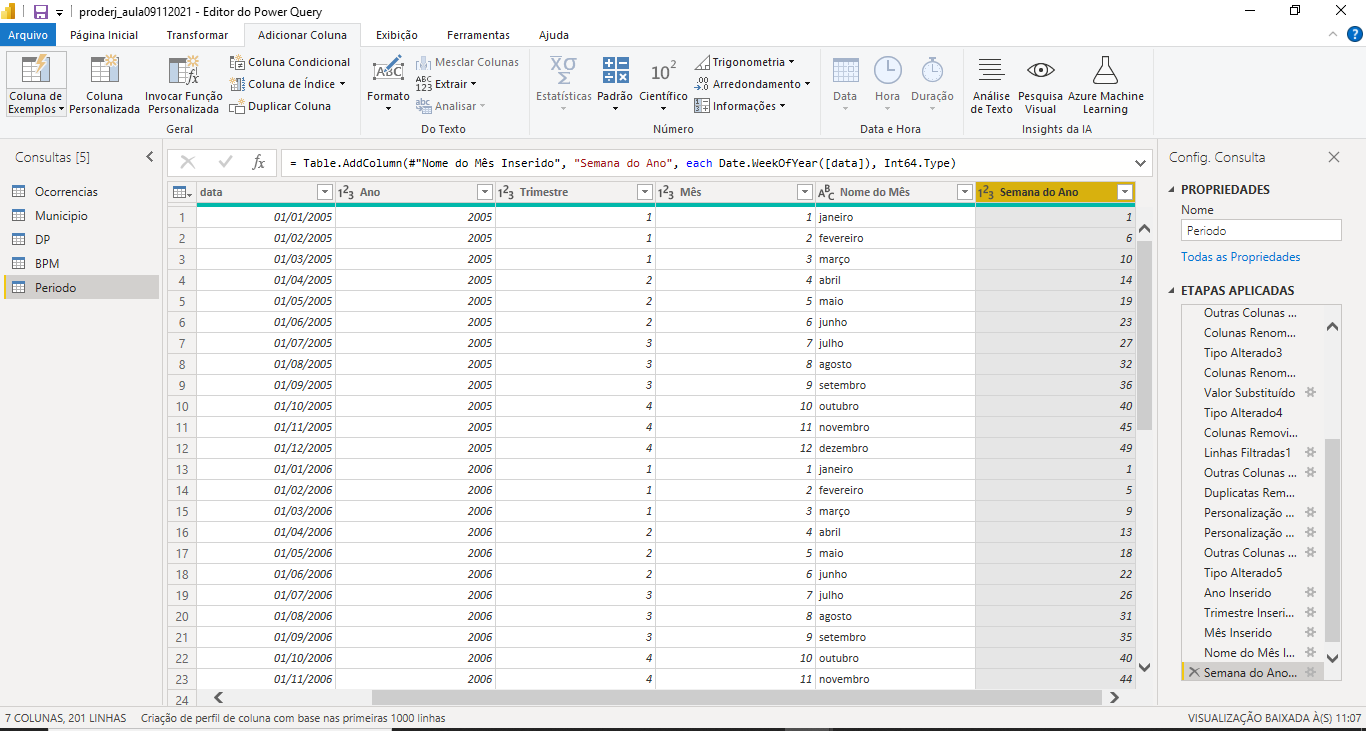 proderj_aula09112021 - Editor do Power Query
Arquivo Página Inicial Transformar Adicionar Coluna Exibição Ferramentas Ajuda
Coluna de Exemplos
Coluna Personalizada
Invocar Função Personalizada
Coluna Condicional
Coluna de Índice
Duplicar Coluna
Geral
Formato
Mesclar Colunas
Extrair
Analisar
Do Texto
Estatísticas
Padrão
Científico
Trigonometria
Arredondamento
Informações
Número
Data
Hora
Duração
Data e Hora
Análise de Texto
Pesquisa Visual
Azure Machine Learning
Insights da IA
Consultas [5]
Ocorrencias
Municipio
DP
BPM
Periodo
= Table.AddColumn(#"Nome do Mês Inserido", "Semana do Ano", each Date.WeekOfYear([data]), Int64.Type)
data Ano Trimestre Mês Nome do Mês Semana do Ano
1 01/01/2005 2005 1 1 janeiro 1
2 01/02/2005 2005 1 2 fevereiro 6
3 01/03/2005 2005 1 3 março 10
4 01/04/2005 2005 2 4 abril 14
5 01/05/2005 2005 2 5 maio 19
6 01/06/2005 2005 2 6 junho 23
7 01/07/2005 2005 3 7 julho 27
8 01/08/2005 2005 3 8 agosto 32
9 01/09/2005 2005 3 9 setembro 36
10 01/10/2005 2005 4 10 outubro 40
11 01/11/2005 2005 4 11 novembro 45
12 01/12/2005 2005 4 12 dezembro 49
13 01/01/2006 2006 1 1 janeiro 1
14 01/02/2006 2006 1 2 fevereiro 5
15 01/03/2006 2006 1 3 março 9
16 01/04/2006 2006 2 4 abril 13
17 01/05/2006 2006 2 5 maio 18
18 01/06/2006 2006 2 6 junho 22
19 01/07/2006 2006 3 7 julho 26
20 01/08/2006 2006 3 8 agosto 31
21 01/09/2006 2006 3 9 setembro 35
22 01/10/2006 2006 4 10 outubro 40
23 01/11/2006 2006 4 11 novembro 44
24
Config. Consulta
PROPRIEDADES
Nome
Periodo
Todas as Propriedades
ETAPAS APLICADAS
Outras Colunas ...
Colunas Renom...
Tipo Alterado3
Colunas Renom...
Valor Substituído
Tipo Alterado4
Colunas Removi...
Linhas Filtradas1
Outras Colunas ...
Duplicatas Rem...
Personalização ...
Personalização ...
Outras Colunas ...
Tipo Alterado5
Ano Inserido
Trimestre Inseri...
Mês Inserido
Nome do Mês I...
Semana do Ano...
7 COLUNAS, 201 LINHAS Criação de perfil de coluna com base nas primeiras 1000 linhas VISUALIZAÇÃO BAIXADA À(S) 11:07